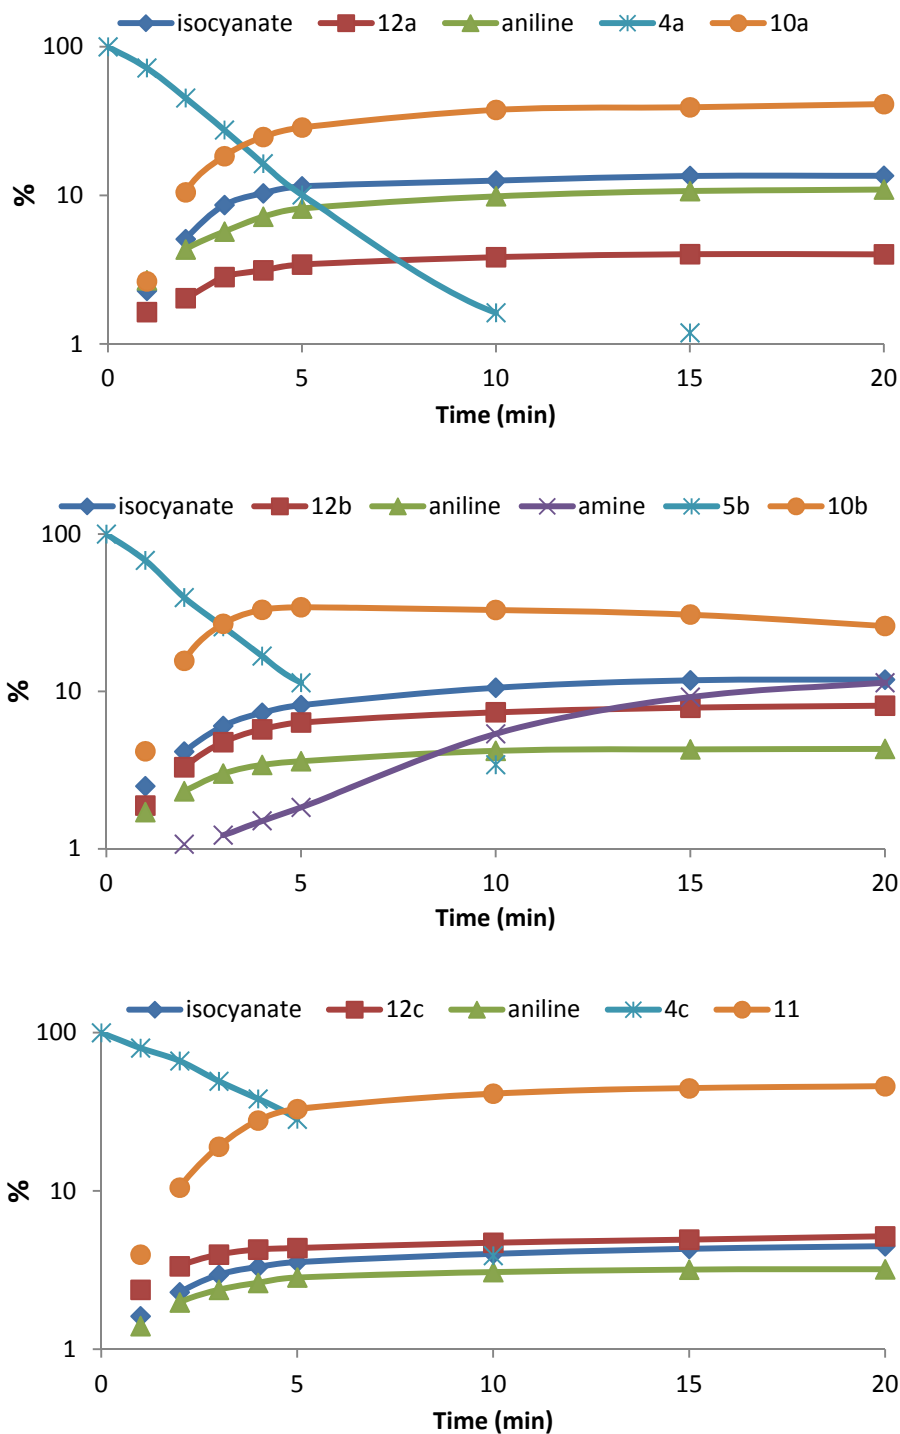 isocyanate 12a aniline 4a 10a
100
10
1
%
0 5 10 15 20
Time (min)
isocyanate 12b aniline amine 5b 10b
100
10
1
%
0 5 10 15 20
Time (min)
isocyanate 12c aniline 4c 11
100
10
1
%
0 5 10 15 20
Time (min)